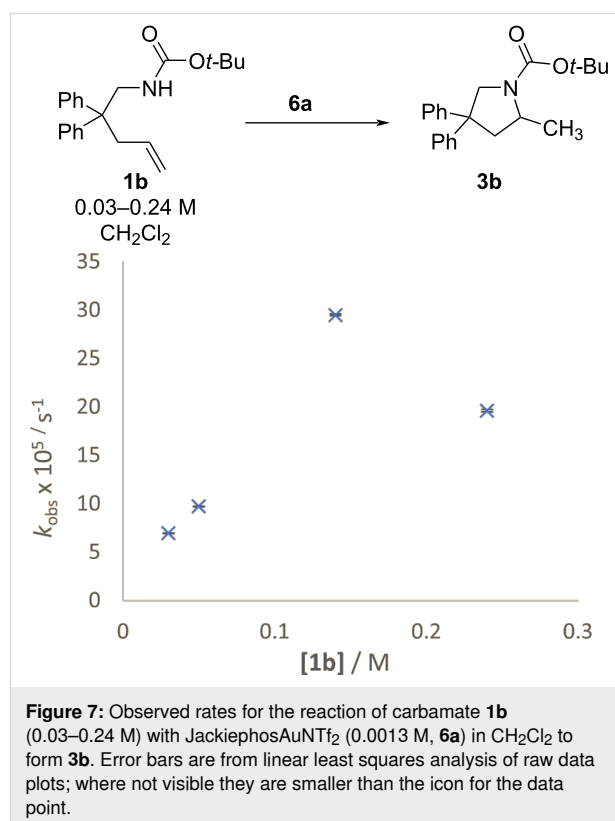 O
O
NH
Ot-Bu
Ph
Ph
1b
0.03–0.24 M
CH₂Cl₂
6a
O
N
Ot-Bu
Ph
Ph
CH₃
3b
35
30
25
20
15
10
5
0
k_obs x 10⁵ / s⁻¹
0
0.1
0.2
0.3
[1b] / M
Figure 7: Observed rates for the reaction of carbamate 1b
(0.03–0.24 M) with JackiephosAuNTf₂ (0.0013 M, 6a) in CH₂Cl₂ to
form 3b. Error bars are from linear least squares analysis of raw data
plots; where not visible they are smaller than the icon for the data
point.